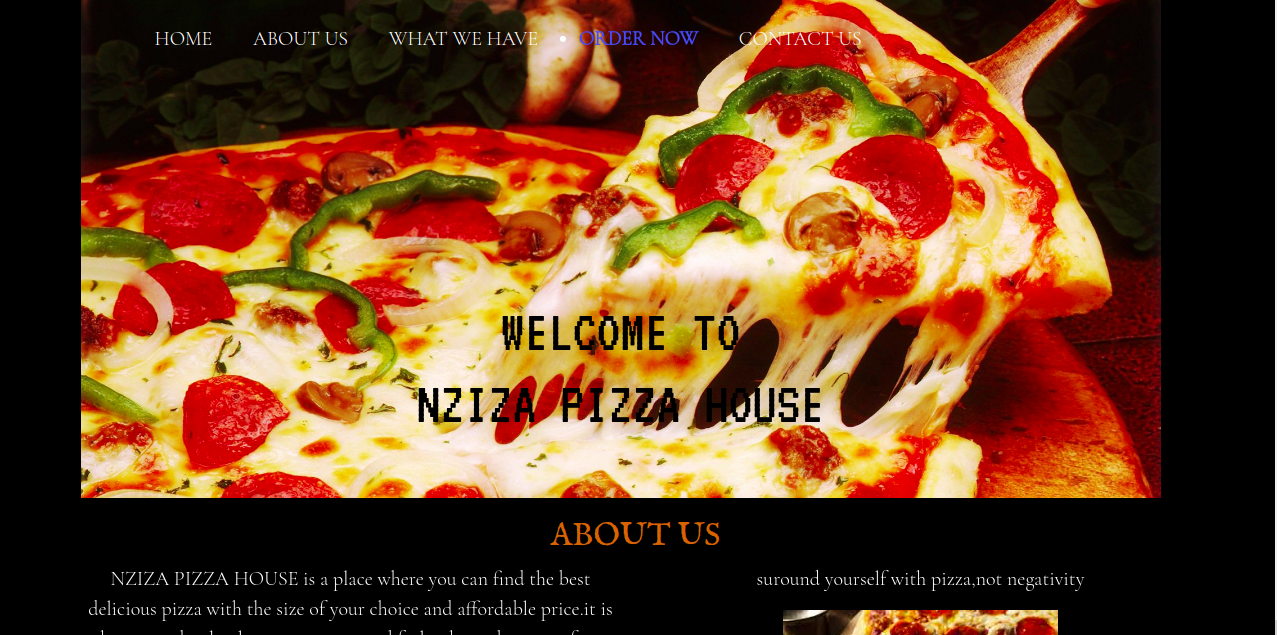 HOME ABOUT US WHAT WE HAVE ORDER NOW CONTACT US
WELCOME TO
NZIZA PIZZA HOUSE
ABOUT US
NZIZA PIZZA HOUSE is a place where you can find the best
delicious pizza with the size of your choice and affordable price.it is
suround yourself with pizza,not negativity